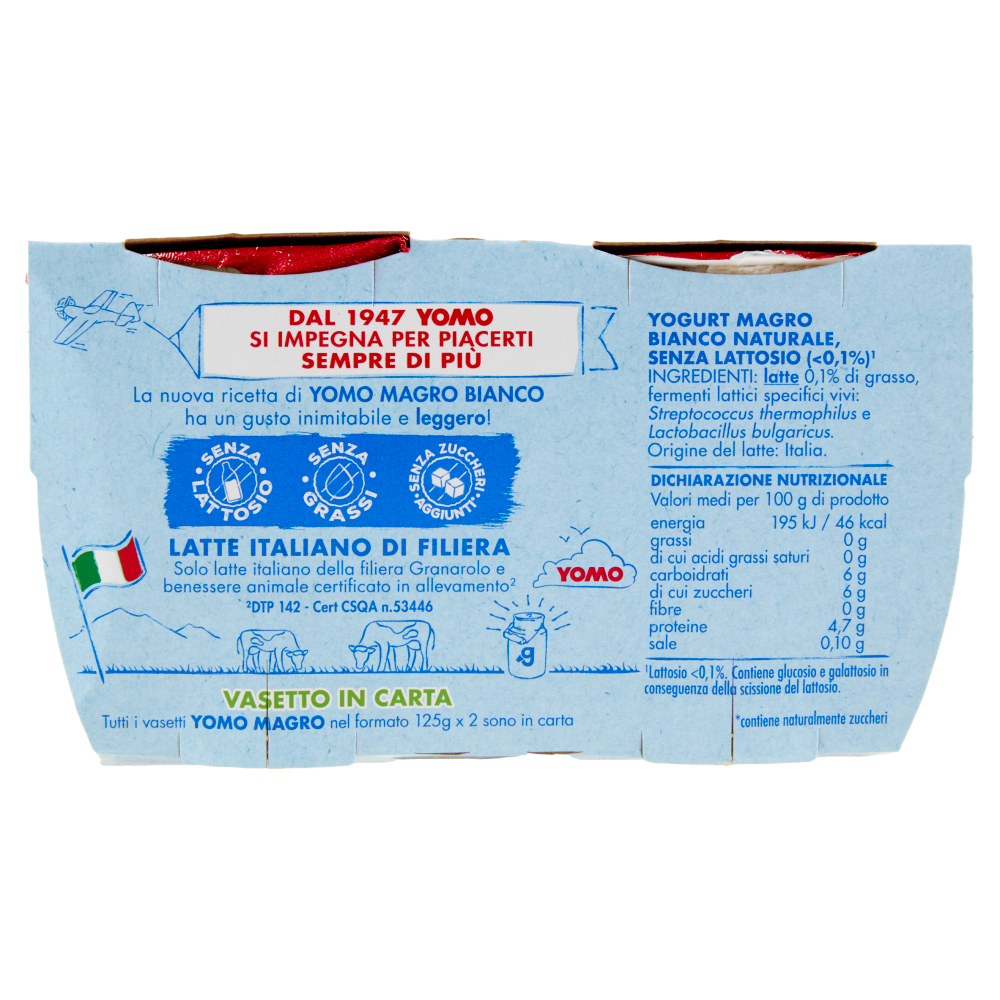 DAL 1947 YOMO
SI IMPEGNA PER PIACERTI
SEMPRE DI PIÙ
La nuova ricetta di YOMO MAGRO BIANCO
ha un gusto inimitabile e leggero!
SENZA LATTOSIO
SENZA GRASSI
SENZA ZUCCHERI AGGIUNTI*
LATTE ITALIANO DI FILIERA
Solo latte italiano della filiera Granarolo e
benessere animale certificato in allevamento²
²DTP 142 - Cert CSQA n.53446
YOMO
g
VASETTO IN CARTA
Tutti i vasetti YOMO MAGRO nel formato 125g x 2 sono in carta
YOGURT MAGRO
BIANCO NATURALE,
SENZA LATTOSIO (<0,1%)¹
INGREDIENTI: latte 0,1% di grasso,
fermenti lattici specifici vivi:
Streptococcus thermophilus e
Lactobacillus bulgaricus.
Origine del latte: Italia.
DICHIARAZIONE NUTRIZIONALE
Valori medi per 100 g di prodotto
energia 195 kJ / 46 kcal
grassi 0 g
di cui acidi grassi saturi 0 g
carboidrati 6 g
di cui zuccheri 6 g
fibre 0 g
proteine 4,7 g
sale 0,10 g
¹Lattosio <0,1%. Contiene glucosio e galattosio in
conseguenza della scissione del lattosio.
*contiene naturalmente zuccheri